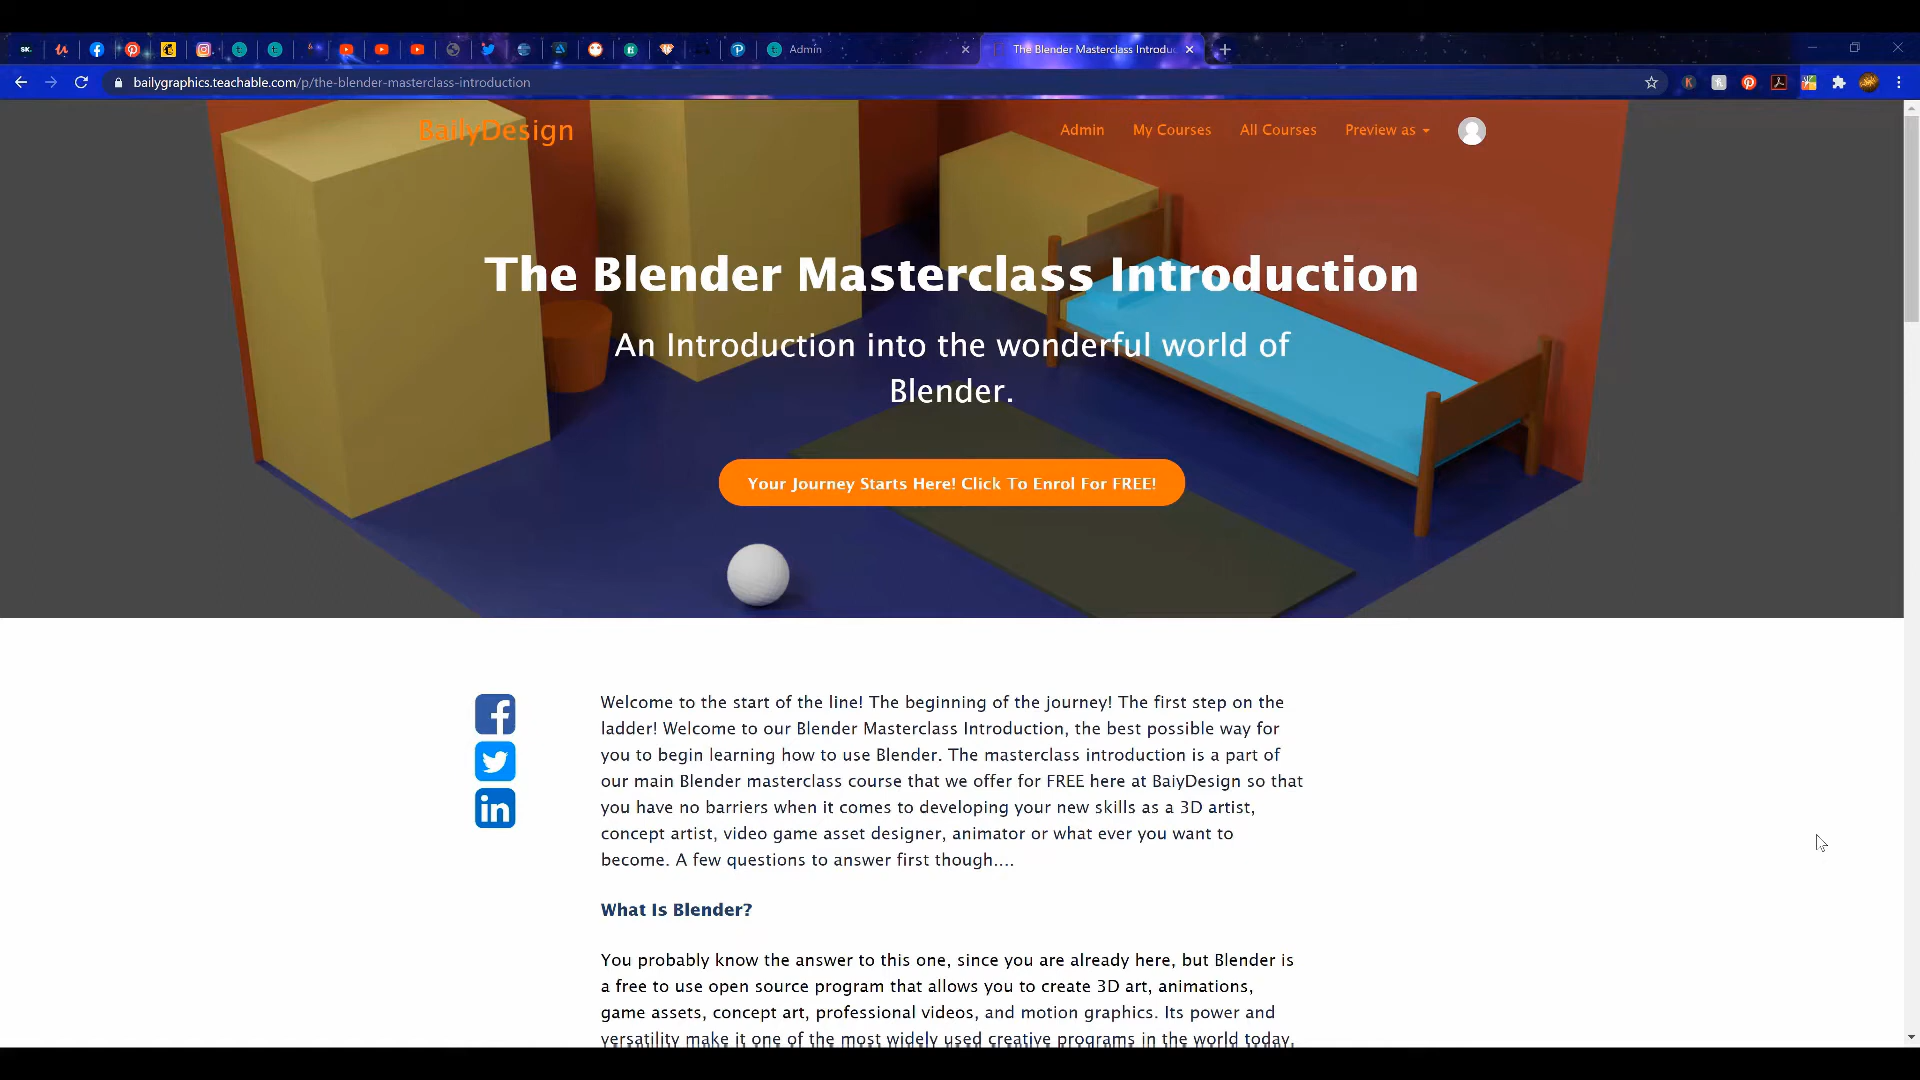 Admin
The Blender Masterclass Introdu
bailygraphics.teachable.com/p/the-blender-masterclass-introduction
BailyDesign
Admin
My Courses
All Courses
Preview as
The Blender Masterclass Introduction
An Introduction into the wonderful world of
Blender.
Your Journey Starts Here! Click To Enrol For FREE!
Welcome to the start of the line! The beginning of the journey! The first step on the
ladder! Welcome to our Blender Masterclass Introduction, the best possible way for
you to begin learning how to use Blender. The masterclass introduction is a part of
our main Blender masterclass course that we offer for FREE here at BaiyDesign so that
you have no barriers when it comes to developing your new skills as a 3D artist,
concept artist, video game asset designer, animator or what ever you want to
become. A few questions to answer first though....
What Is Blender?
You probably know the answer to this one, since you are already here, but Blender is
a free to use open source program that allows you to create 3D art, animations,
game assets, concept art, professional videos, and motion graphics. Its power and
versatility make it one of the most widely used creative programs in the world today,